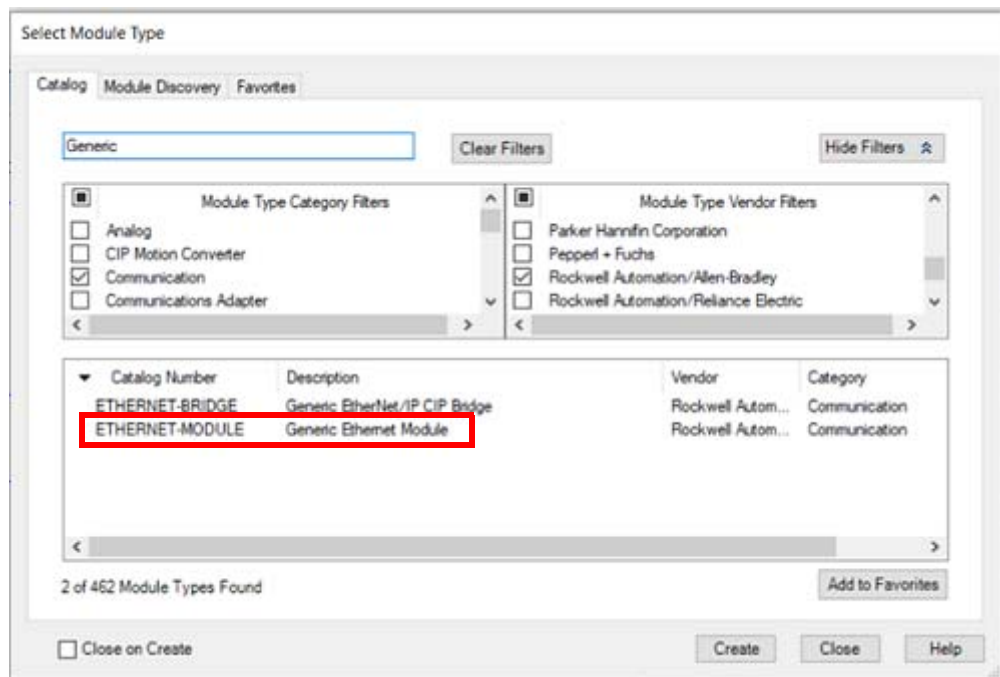 Select Module Type
Catalog Module Discovery Favorites
Generic Clear Filters Hide Filters
Module Type Category Filters
Analog
CIP Motion Converter
Communication
Communications Adapter
Module Type Vendor Filters
Parker Hannifin Corporation
Pepperl + Fuchs
Rockwell Automation/Allen-Bradley
Rockwell Automation/Reliance Electric
Catalog Number Description Vendor Category
ETHERNET-BRIDGE Generic EtherNet/IP CIP Bridge Rockwell Autom... Communication
ETHERNET-MODULE Generic Ethernet Module Rockwell Autom... Communication
2 of 462 Module Types Found Add to Favorites
Close on Create Create Close Help